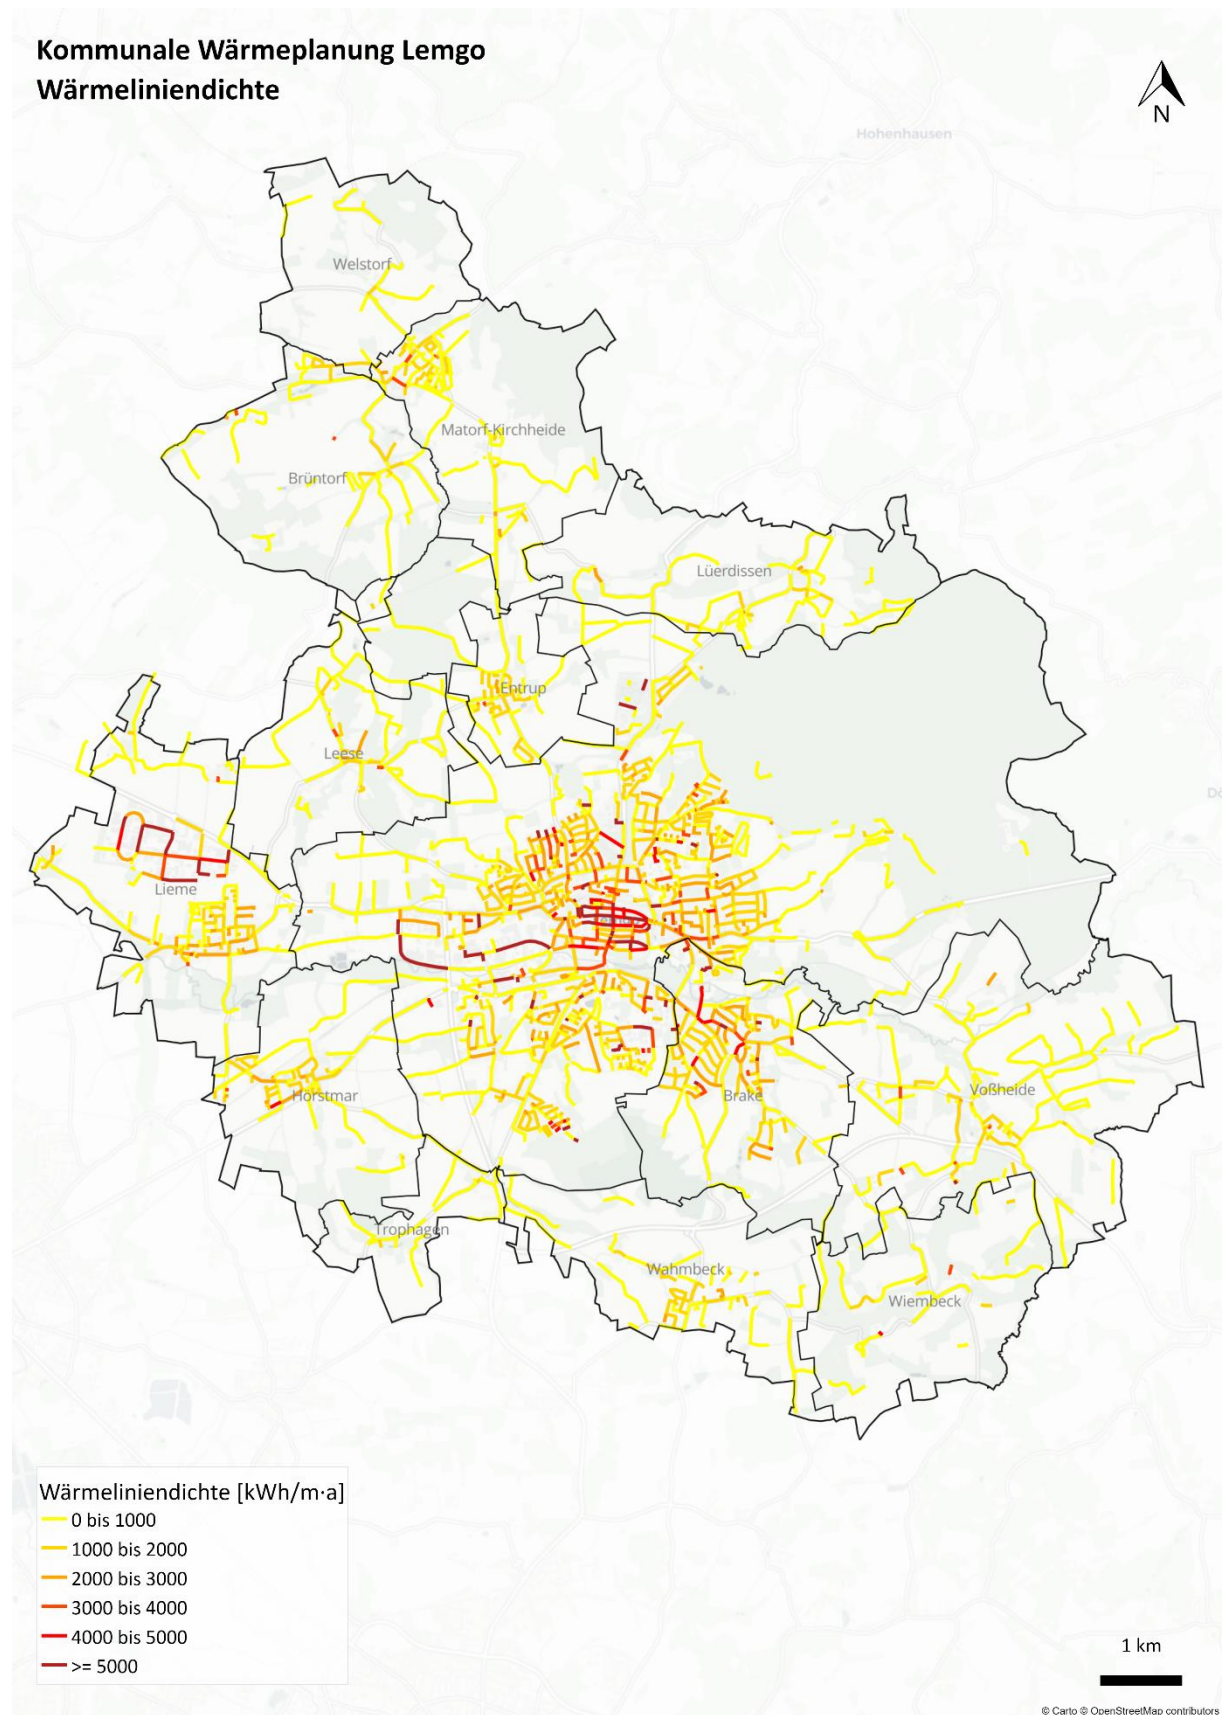 Kommunale Wärmeplanung Lemgo
Wärmeliniendichte
N
Hohenhausen
Welstorf
Matorf-Kirchheide
Brüntorf
Lüerdissen
Entrup
Leese
Lieme
Hörstmar
Brake
Voßheide
Trophagen
Wahmbeck
Wiembeck
Wärmeliniendichte [kWh/m·a]
0 bis 1000
1000 bis 2000
2000 bis 3000
3000 bis 4000
4000 bis 5000
>= 5000
1 km
© Carto © OpenStreetMap contributors